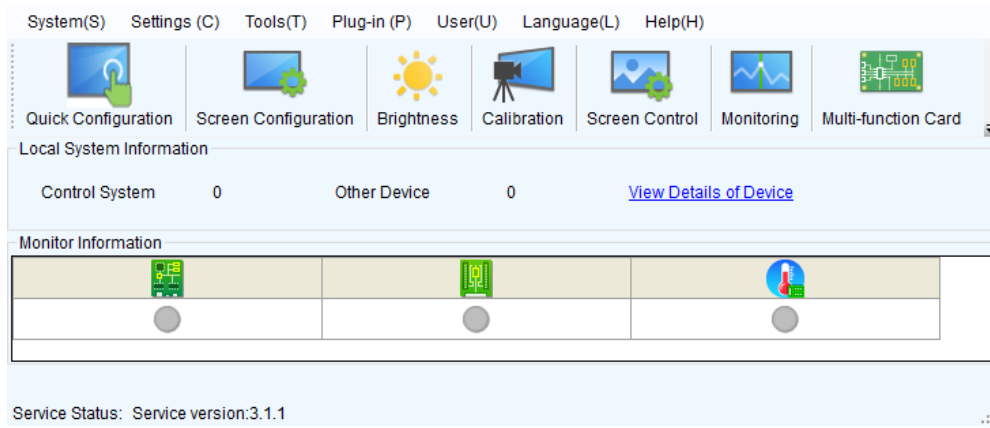 System(S) Settings (C) Tools(T) Plug-in (P) User(U) Language(L) Help(H)
Quick Configuration Screen Configuration Brightness Calibration Screen Control Monitoring Multi-function Card
Local System Information
Control System 0 Other Device 0 View Details of Device
Monitor Information
Service Status: Service version:3.1.1